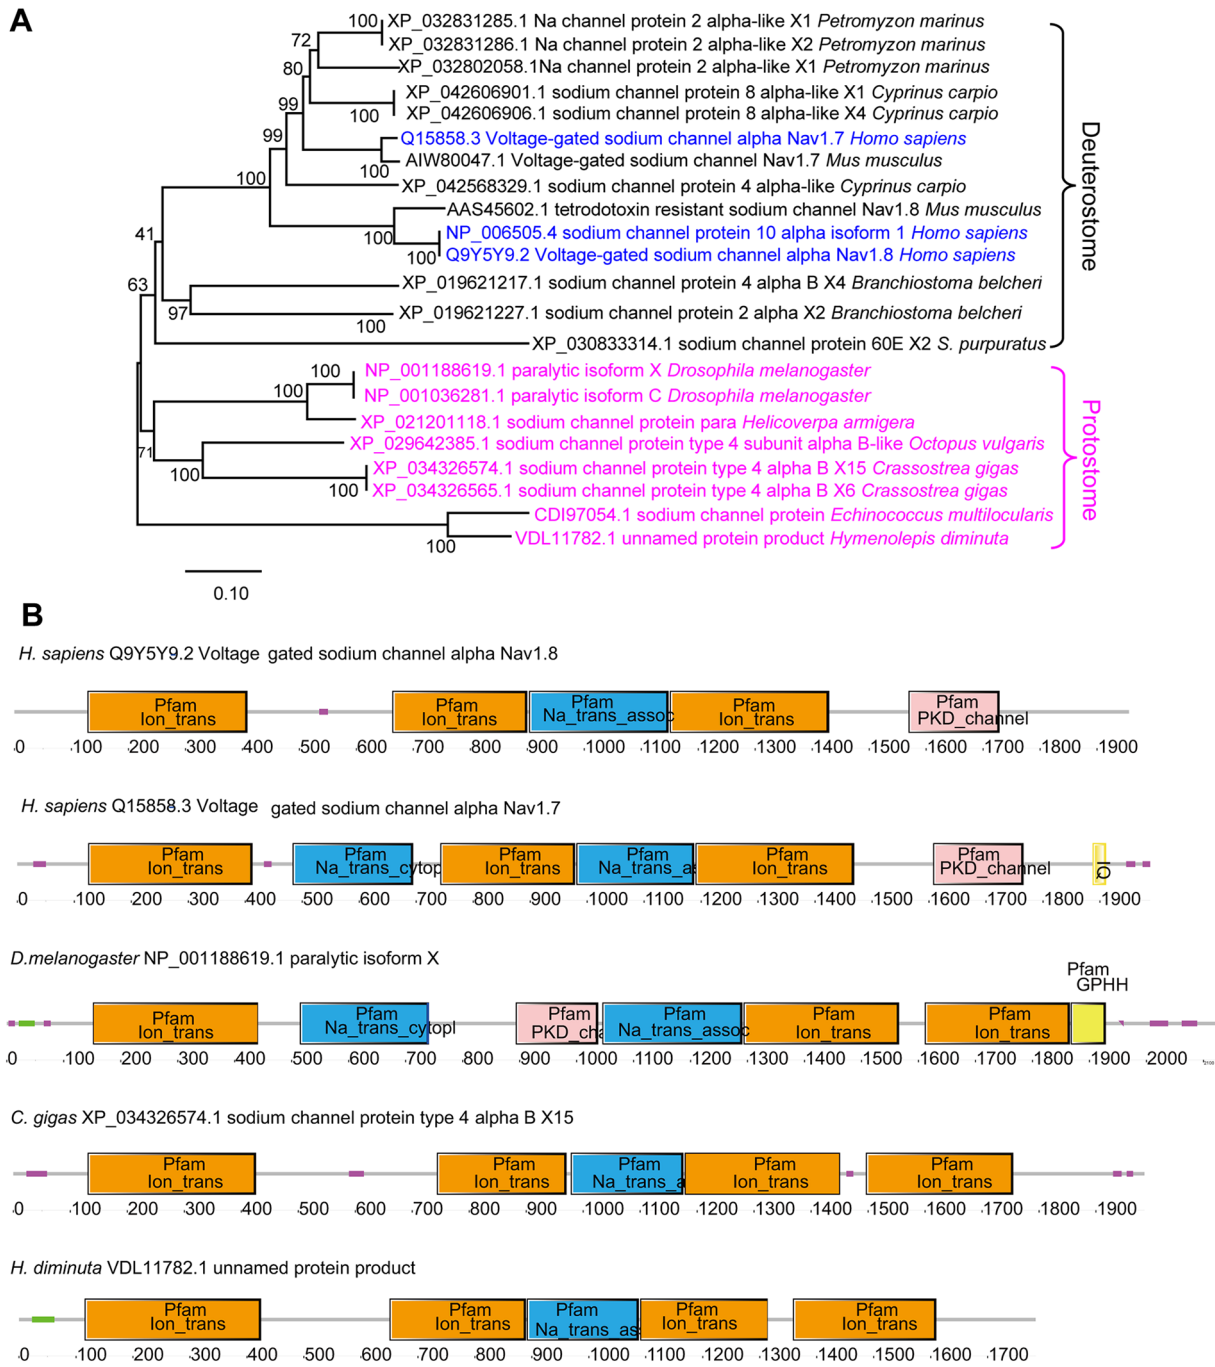 A
100 XP_032831285.1 Na channel protein 2 alpha-like X1 Petromyzon marinus
72 XP_032831286.1 Na channel protein 2 alpha-like X2 Petromyzon marinus
80 XP_032802058.1Na channel protein 2 alpha-like X1 Petromyzon marinus
XP_042606901.1 sodium channel protein 8 alpha-like X1 Cyprinus carpio
99 100 XP_042606906.1 sodium channel protein 8 alpha-like X4 Cyprinus carpio
99 Q15858.3 Voltage-gated sodium channel alpha Nav1.7 Homo sapiens
100 AIW80047.1 Voltage-gated sodium channel Nav1.7 Mus musculus
100 XP_042568329.1 sodium channel protein 4 alpha-like Cyprinus carpio
AAS45602.1 tetrodotoxin resistant sodium channel Nav1.8 Mus musculus
41 100 NP_006505.4 sodium channel protein 10 alpha isoform 1 Homo sapiens
100 Q9Y5Y9.2 Voltage-gated sodium channel alpha Nav1.8 Homo sapiens
63 XP_019621217.1 sodium channel protein 4 alpha B X4 Branchiostoma belcheri
97 100 XP_019621227.1 sodium channel protein 2 alpha X2 Branchiostoma belcheri
XP_030833314.1 sodium channel protein 60E X2 S. purpuratus
Deuterostome
100 NP_001188619.1 paralytic isoform X Drosophila melanogaster
100 NP_001036281.1 paralytic isoform C Drosophila melanogaster
XP_021201118.1 sodium channel protein para Helicoverpa armigera
71 XP_029642385.1 sodium channel protein type 4 subunit alpha B-like Octopus vulgaris
100 XP_034326574.1 sodium channel protein type 4 alpha B X15 Crassostrea gigas
100 XP_034326565.1 sodium channel protein type 4 alpha B X6 Crassostrea gigas
CDI97054.1 sodium channel protein Echinococcus multilocularis
100 VDL11782.1 unnamed protein product Hymenolepis diminuta
Protostome
0.10
B
H. sapiens Q9Y5Y9.2 Voltage gated sodium channel alpha Nav1.8
Pfam Pfam Pfam Pfam Pfam
Ion_trans Ion_trans Na_trans_assoc Ion_trans PKD_channel
0 100 200 300 400 500 600 700 800 900 1000 1100 1200 1300 1400 1500 1600 1700 1800 1900
H. sapiens Q15858.3 Voltage gated sodium channel alpha Nav1.7
Pfam Pfam Pfam Pfam Pfam Pfam
Ion_trans Na_trans_cytop Ion_trans Na_trans_as Ion_trans PKD_channel IQ
0 100 200 300 400 500 600 700 800 900 1000 1100 1200 1300 1400 1500 1600 1700 1800 1900
D.melanogaster NP_001188619.1 paralytic isoform X
Pfam
GPHH
Pfam Pfam Pfam Pfam Pfam Pfam
Ion_trans Na_trans_cytopl PKD_cha Na_trans_assoc Ion_trans Ion_trans
0 100 200 300 400 500 600 700 800 900 1000 1100 1200 1300 1400 1500 1600 1700 1800 1900 2000
C. gigas XP_034326574.1 sodium channel protein type 4 alpha B X15
Pfam Pfam Pfam Pfam Pfam
Ion_trans Ion_trans Na_trans_a Ion_trans Ion_trans
0 100 200 300 400 500 600 700 800 900 1000 1100 1200 1300 1400 1500 1600 1700 1800 1900
H. diminuta VDL11782.1 unnamed protein product
Pfam Pfam Pfam Pfam Pfam
Ion_trans Ion_trans Na_trans_as Ion_trans Ion_trans
0 100 200 300 400 500 600 700 800 900 1000 1100 1200 1300 1400 1500 1600 1700